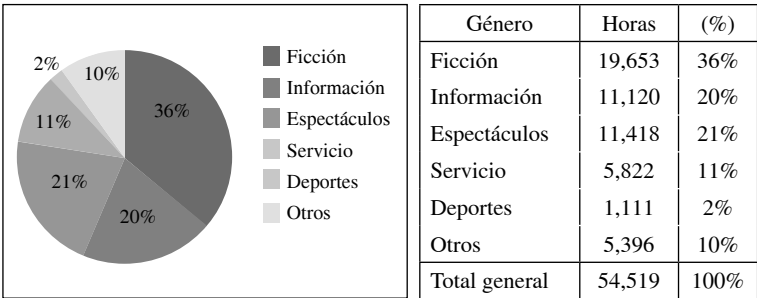 2%
10%
36%
11%
21%
20%
Ficción
Información
Espectáculos
Servicio
Deportes
Otros
Género Horas (%)
Ficción 19,653 36%
Información 11,120 20%
Espectáculos 11,418 21%
Servicio 5,822 11%
Deportes 1,111 2%
Otros 5,396 10%
Total general 54,519 100%